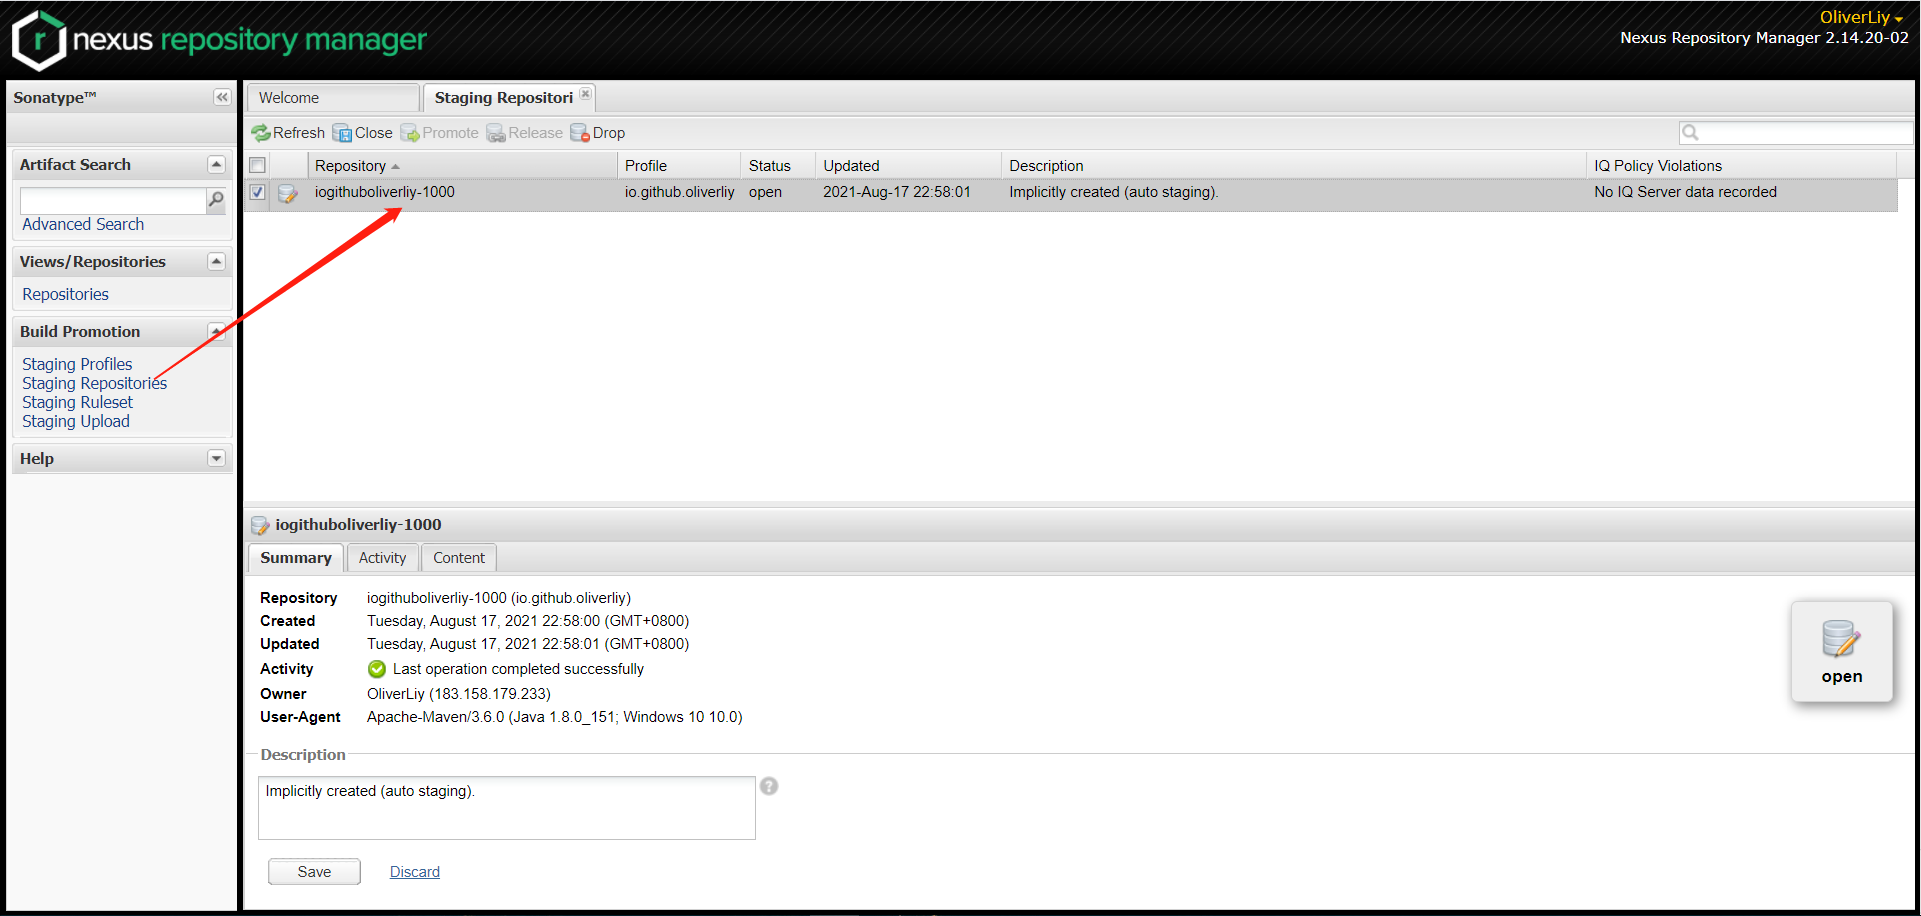 nexus repository manager
OliverLiy
Nexus Repository Manager 2.14.20-02
Sonatype™
Welcome
Staging Repositori
Refresh Close Promote Release Drop
Artifact Search
Advanced Search
Views/Repositories
Repositories
Build Promotion
Staging Profiles
Staging Repositories
Staging Ruleset
Staging Upload
Help
Repository Profile Status Updated Description IQ Policy Violations
iogithuboliverliy-1000 io.github.oliverliy open 2021-Aug-17 22:58:01 Implicitly created (auto staging). No IQ Server data recorded
iogithuboliverliy-1000
Summary Activity Content
Repository iogithuboliverliy-1000 (io.github.oliverliy)
Created Tuesday, August 17, 2021 22:58:00 (GMT+0800)
Updated Tuesday, August 17, 2021 22:58:01 (GMT+0800)
Activity Last operation completed successfully
Owner OliverLiy (183.158.179.233)
User-Agent Apache-Maven/3.6.0 (Java 1.8.0_151; Windows 10 10.0)
open
Description
Implicitly created (auto staging).
Save Discard